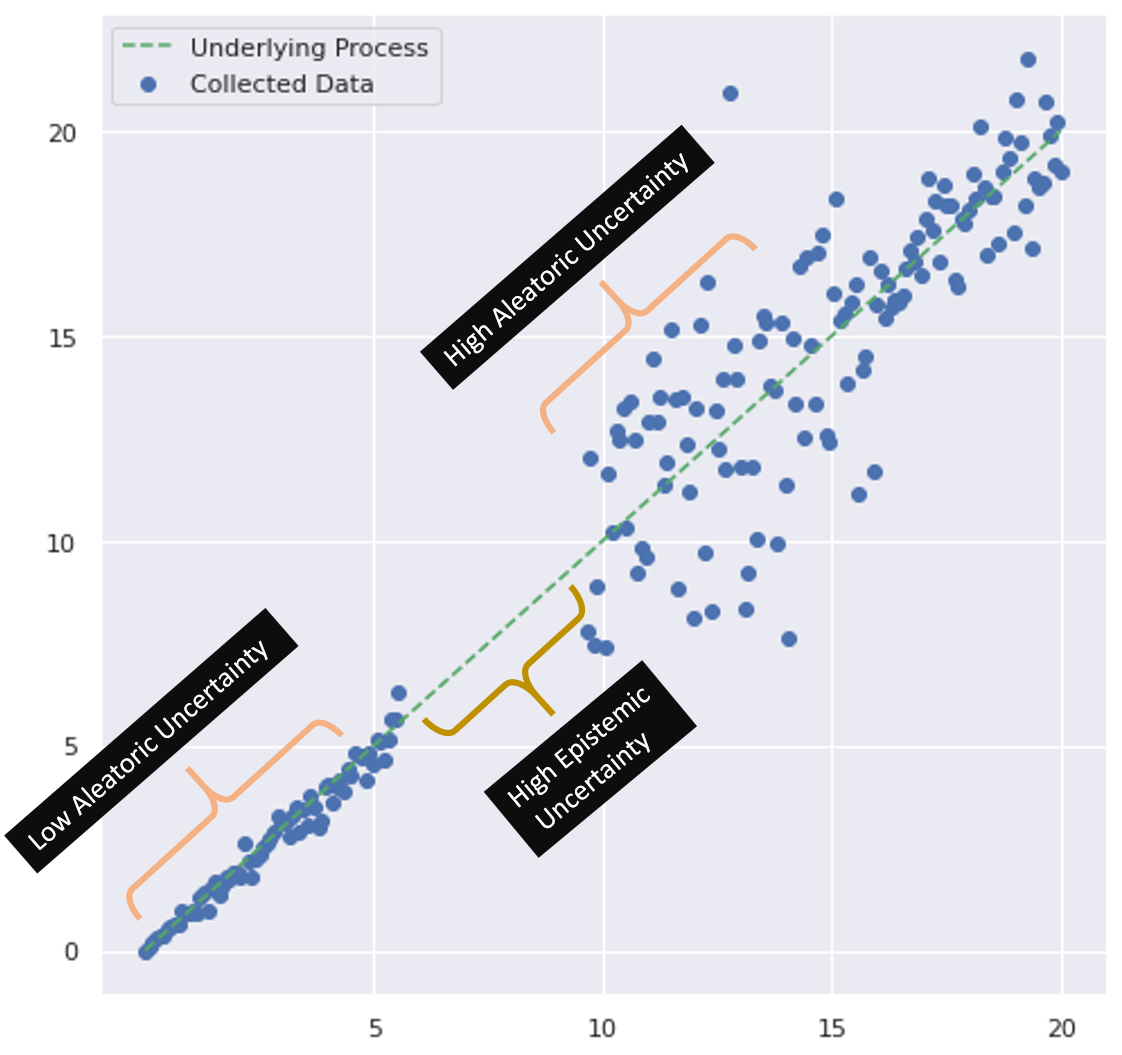 Underlying Process
Collected Data
20
15
10
5
0
High Aleatoric Uncertainty
Low Aleatoric Uncertainty
High Epistemic
Uncertainty
5
10
15
20